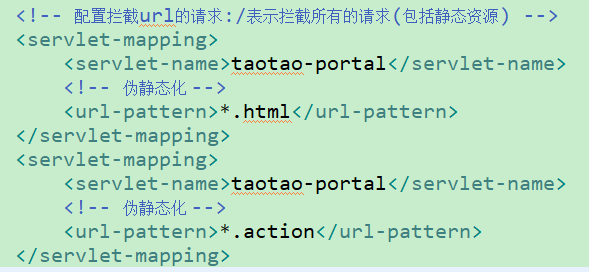 <!-- 配置拦截url的请求:/表示拦截所有的请求(包括静态资源) -->
<servlet-mapping>
<servlet-name>taotao-portal</servlet-name>
<!-- 伪静态化 -->
<url-pattern>*.html</url-pattern>
</servlet-mapping>
<servlet-mapping>
<servlet-name>taotao-portal</servlet-name>
<!-- 伪静态化 -->
<url-pattern>*.action</url-pattern>
</servlet-mapping>